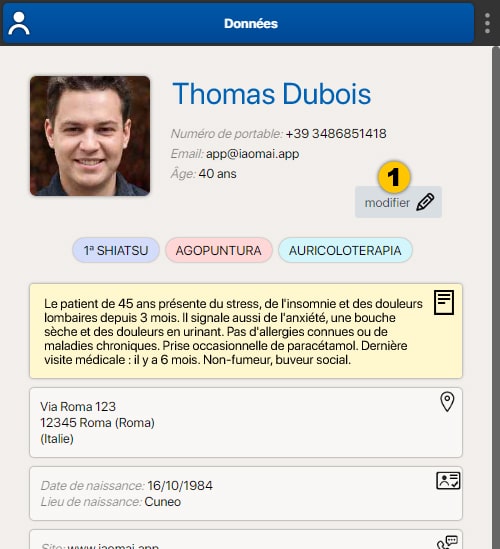 Données
Thomas Dubois
Numéro de portable: +39 3486851418
Email: app@iaomai.app
Âge: 40 ans
1
modifier
1ª SHIATSU AGOPUNTURA AURICOLOTERAPIA
Le patient de 45 ans présente du stress, de l'insomnie et des douleurs
lombaires depuis 3 mois. Il signale aussi de l'anxiété, une bouche
sèche et des douleurs en urinant. Pas d'allergies connues ou de
maladies chroniques. Prise occasionnelle de paracétamol. Dernière
visite médicale : il y a 6 mois. Non-fumeur, buveur social.
Via Roma 123
12345 Roma (Roma)
(Italie)
Date de naissance: 16/10/1984
Lieu de naissance: Cuneo
Site: www.iaomai.app